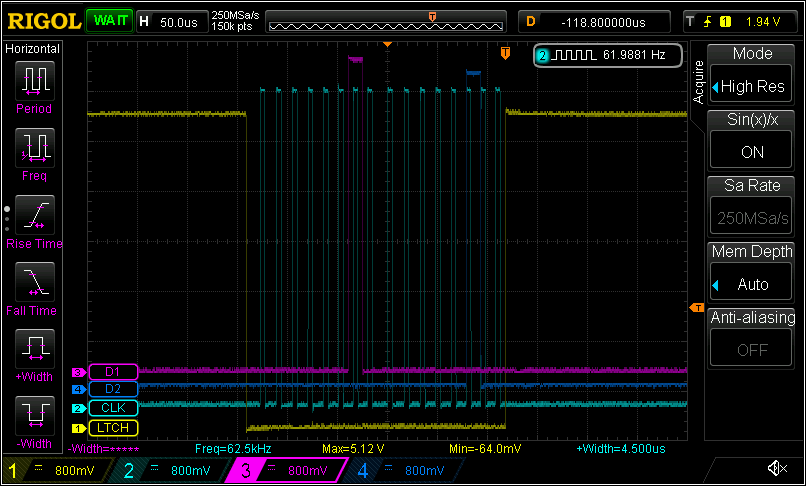 RIGOL WAIT H 50.0us 250MSa/s 150k pts T D -118.800000us T 1 1.94 V
Horizontal
Period
Freq
Rise Time
Fall Time
+Width
-Width
T
2 61.9881 Hz
Acquire
Mode
High Res
Sin(x)/x
ON
Sa Rate
250MSa/s
Mem Depth
Auto
Anti-aliasing
OFF
T
3 D1
4 D2
2 CLK
1 LTCH
-Width=***** Freq=62.5kHz Max=5.12 V Min=-64.0mV +Width=4.500us
1 800mV 2 800mV 3 800mV 4 800mV